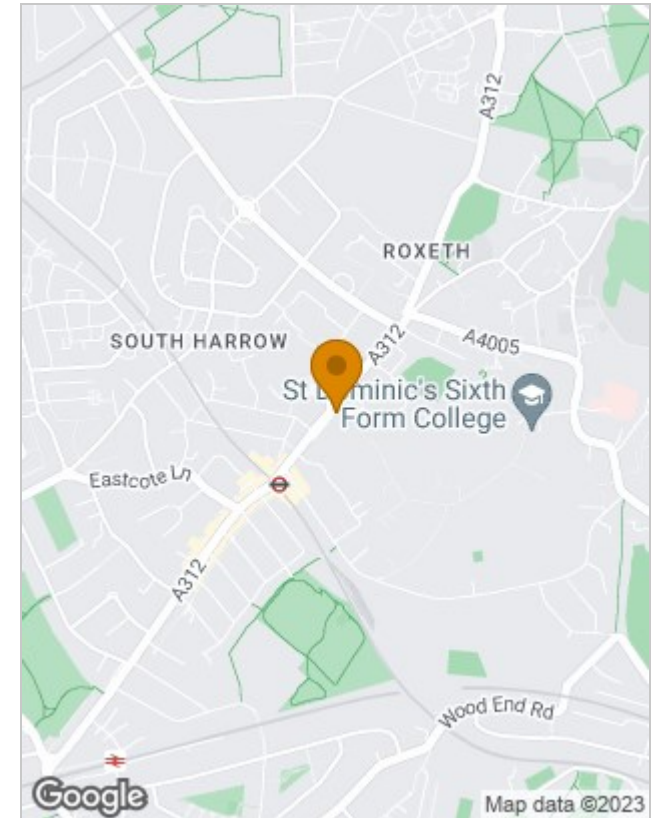 A312
ROXETH
SOUTH HARROW
A312
A4005
St Dominic's Sixth
Form College
Eastcote Ln
A312
Wood End Rd
Google
Map data ©2023